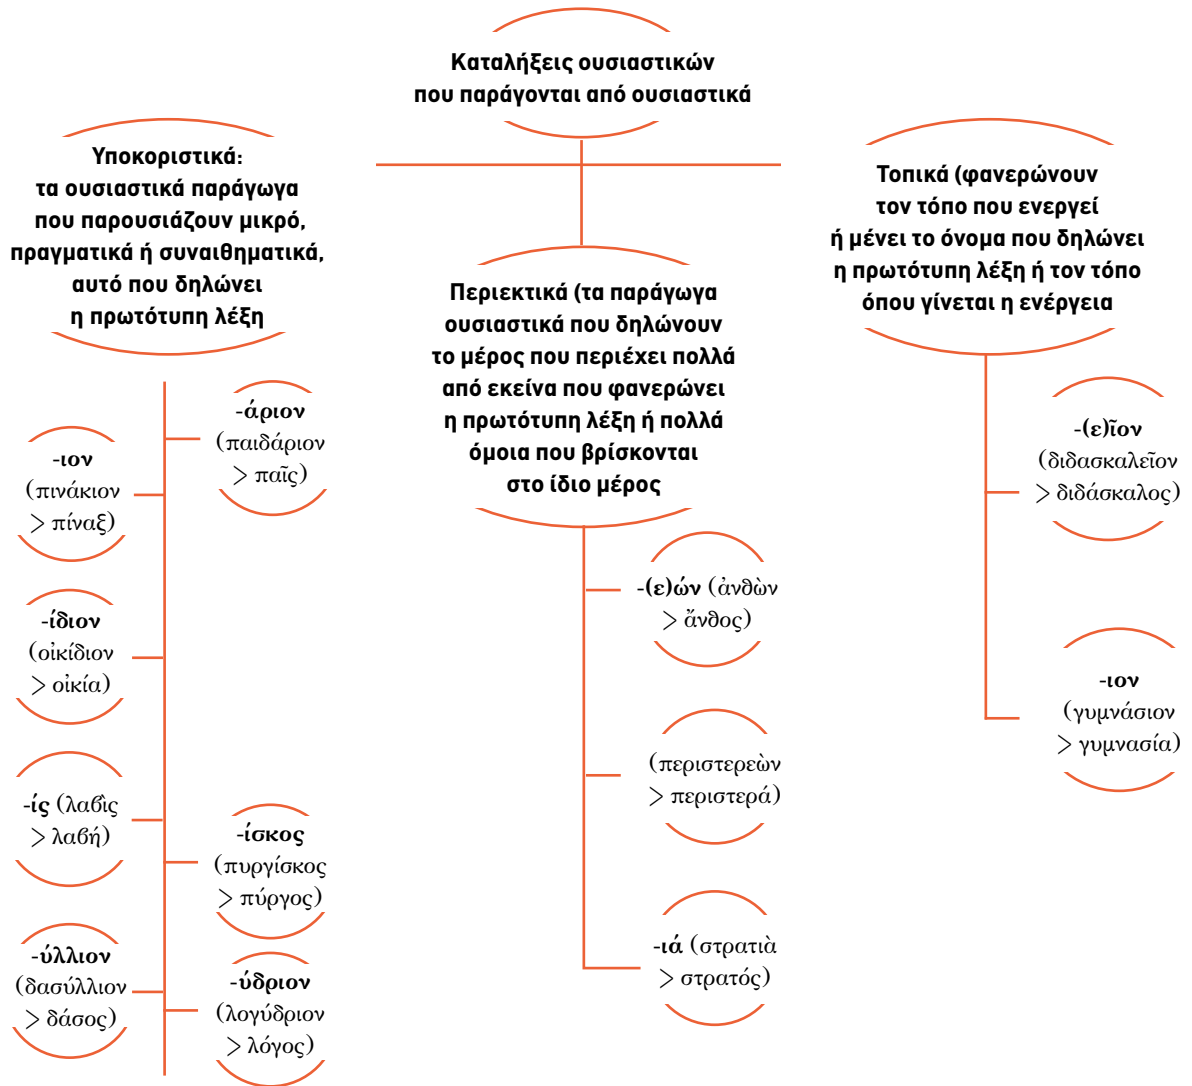 Καταλήξεις ουσιαστικών
που παράγονται από ουσιαστικά
Υποκοριστικά:
τα ουσιαστικά παράγωγα
που παρουσιάζουν μικρό,
πραγματικά ή συναιθηματικά,
αυτό που δηλώνει
η πρωτότυπη λέξη
-άριον
(παιδάριον
> παῖς)
-ιον
(πινάκιον
> πίναξ)
-ίδιον
(οἰκίδιον
> οἰκία)
-ίς (λαβὶς
> λαβή)
-ίσκος
(πυργίσκος
> πύργος)
-ύλλιον
(δασύλλιον
> δάσος)
-ύδριον
(λογύδριον
> λόγος)
Περιεκτικά (τα παράγωγα
ουσιαστικά που δηλώνουν
το μέρος που περιέχει πολλά
από εκείνα που φανερώνει
η πρωτότυπη λέξη ή πολλά
όμοια που βρίσκονται
στο ίδιο μέρος
-(ε)ών (ἀνθὼν
> ἄνθος)
(περιστερεὼν
> περιστερά)
-ιά (στρατιὰ
> στρατός)
Τοπικά (φανερώνουν
τον τόπο που ενεργεί
ή μένει το όνομα που δηλώνει
η πρωτότυπη λέξη ή τον τόπο
όπου γίνεται η ενέργεια
-(ε)ῖον
(διδασκαλεῖον
> διδάσκαλος)
-ιον
(γυμνάσιον
> γυμνασία)